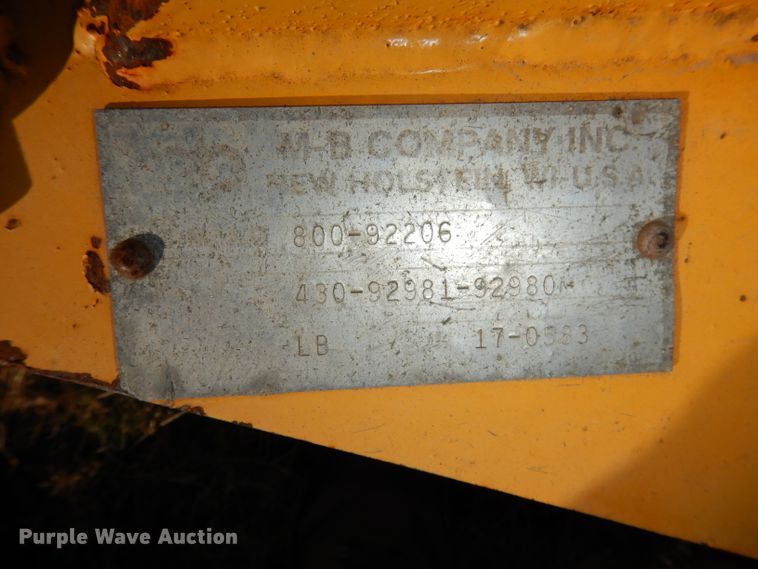 M-B COMPANY INC.
NEW HOLSTEIN, WI U.S.A.
800-92206
430-92981-92980
LB 17-0583
Purple Wave Auction